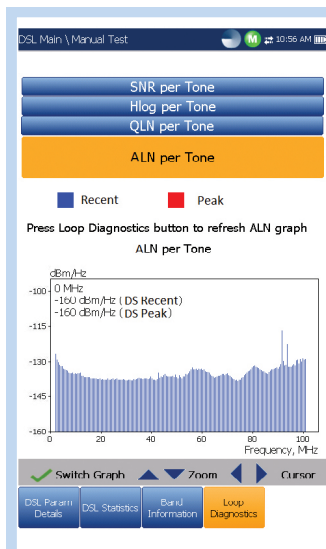 DSL Main \ Manual Test M 10:56 AM
SNR per Tone
Hlog per Tone
QLN per Tone
ALN per Tone
Recent Peak
Press Loop Diagnostics button to refresh ALN graph
ALN per Tone
dBm/Hz
0 MHz
-160 dBm/Hz (DS Recent)
-160 dBm/Hz (DS Peak)
-100
-115
-130
-145
-160
0 20 40 60 80 100
Frequency, MHz
Switch Graph Zoom Cursor
DSL Param Details
DSL Statistics
Band Information
Loop Diagnostics